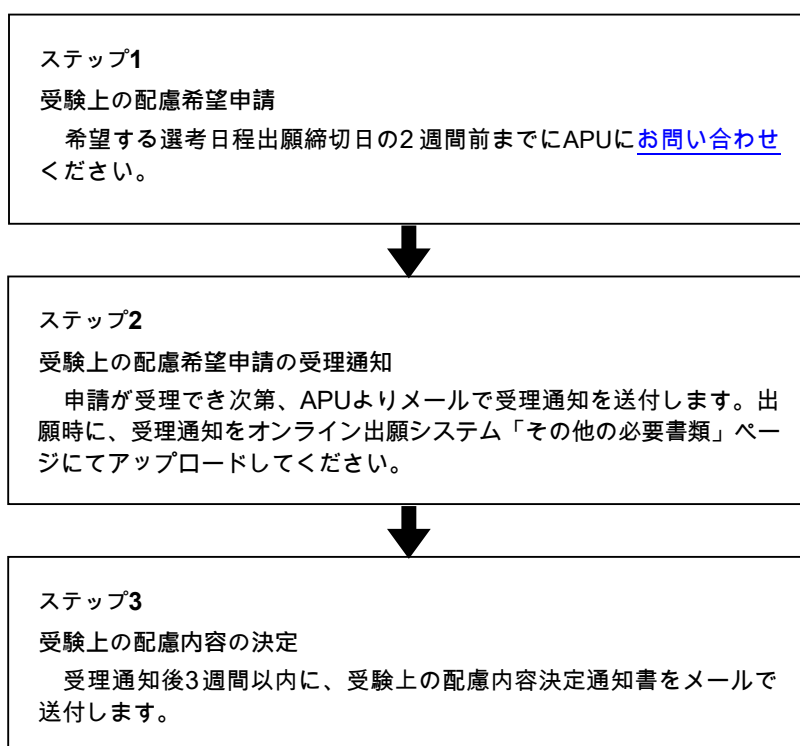 ステップ1
受験上の配慮希望申請
希望する選考日程出願締切日の2週間前までにAPUにお問い合わせ
ください。
ステップ2
受験上の配慮希望申請の受理通知
申請が受理でき次第、APUよりメールで受理通知を送付します。出
願時に、受理通知をオンライン出願システム「その他の必要書類」ペー
ジにてアップロードしてください。
ステップ3
受験上の配慮内容の決定
受理通知後3週間以内に、受験上の配慮内容決定通知書をメールで
送付します。